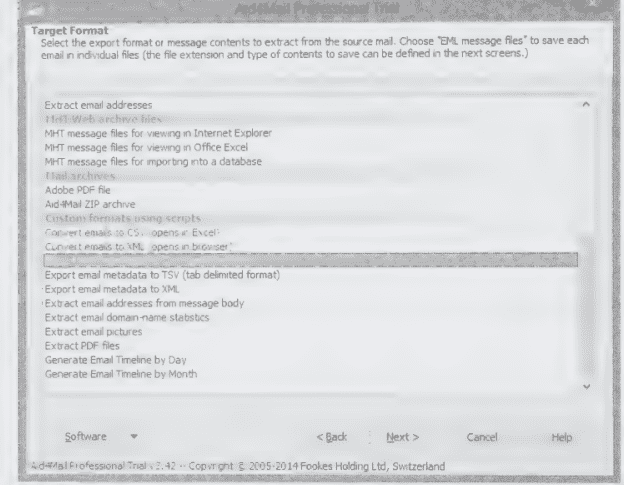 Aid4Mail Professional Trial
Target Format
Select the export format or message contents to extract from the source mail. Choose "EML message files" to save each
email in individual files (the file extension and type of contents to save can be defined in the next screens.)
Extract email addresses
MHT Web archive files
MHT message files for viewing in Internet Explorer
MHT message files for viewing in Office Excel
MHT message files for importing into a database
Mail archives
Adobe PDF file
Aid4Mail ZIP archive
Custom formats using scripts
Convert emails to CSV opens in Excel
Convert emails to XML opens in browser
Export email metadata to TSV (tab delimited format)
Export email metadata to XML
Extract email addresses from message body
Extract email domain-name statistics
Extract email pictures
Extract PDF files
Generate Email Timeline by Day
Generate Email Timeline by Month
Software < Back Next > Cancel Help
Aid4Mail Professional Trial v3.42 -- Copyright © 2005-2014 Fookes Holding Ltd, Switzerland